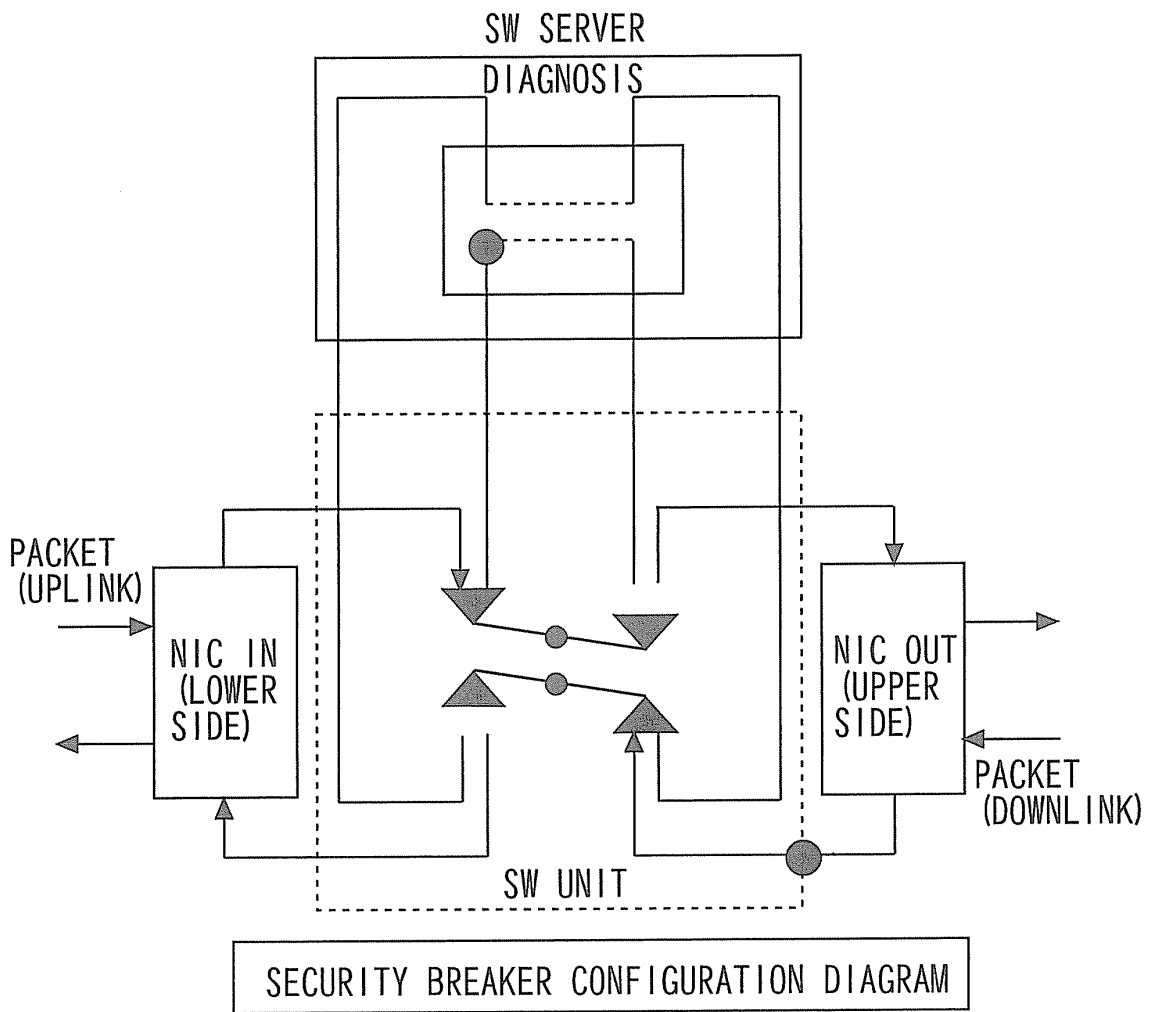 SW SERVER
DIAGNOSIS
PACKET
(UPLINK)
NIC IN
(LOWER
SIDE)
NIC OUT
(UPPER
SIDE)
PACKET
(DOWNLINK)
SW UNIT
SECURITY BREAKER CONFIGURATION DIAGRAM